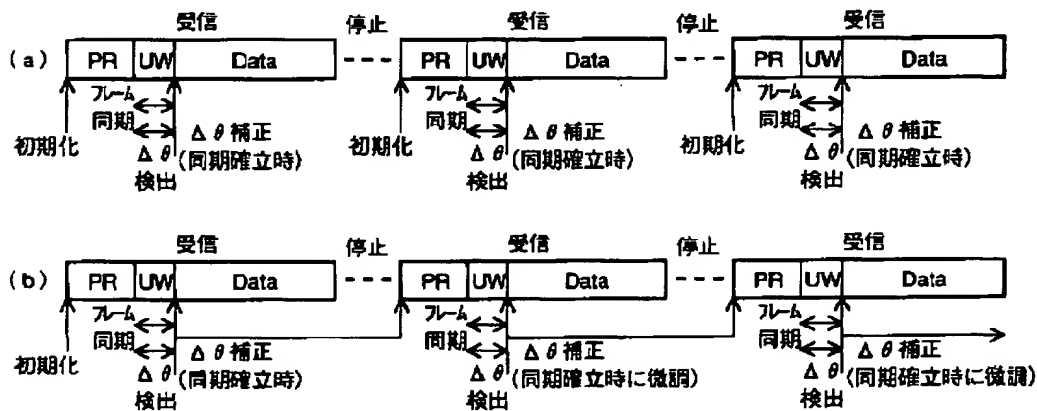 受信 停止 受信 停止 受信
(a) PR UW Data PR UW Data PR UW Data
フレーム フレーム フレーム
同期 同期 同期
初期化 Δθ補正 初期化 Δθ補正 初期化 Δθ補正
Δθ (同期確立時) Δθ (同期確立時) Δθ (同期確立時)
検出 検出 検出
受信 停止 受信 停止 受信
(b) PR UW Data PR UW Data PR UW Data
フレーム フレーム フレーム
同期 同期 同期
初期化 Δθ補正 Δθ補正 Δθ補正
Δθ (同期確立時) Δθ (同期確立時に微調) Δθ (同期確立時に微調)
検出 検出 検出